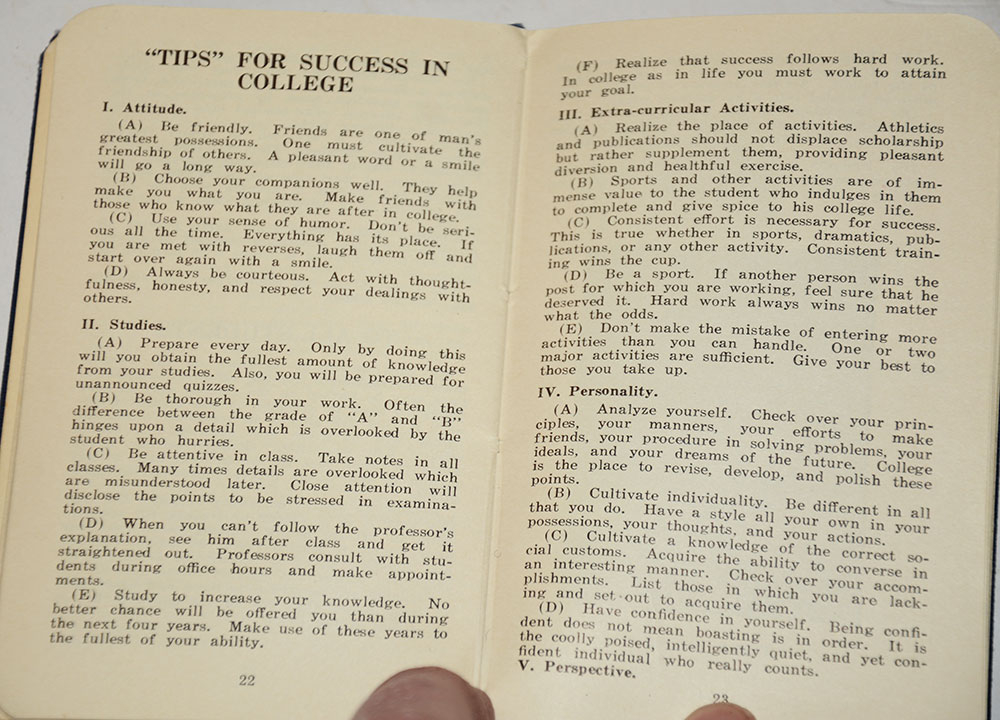 “TIPS” FOR SUCCESS IN
COLLEGE
I. Attitude.
(A) Be friendly. Friends are one of man's
greatest possessions. One must cultivate the
friendship of others. A pleasant word or a smile
will go a long way.
(B) Choose your companions well. They help
make you what you are. Make friends with
those who know what they are after in college.
(C) Use your sense of humor. Don't be seri-
ous all the time. Everything has its place. If
you are met with reverses, laugh them off and
start over again with a smile.
(D) Always be courteous. Act with thought-
fulness, honesty, and respect your dealings with
others.
II. Studies.
(A) Prepare every day. Only by doing this
will you obtain the fullest amount of knowledge
from your studies. Also, you will be prepared for
unannounced quizzes.
(B) Be thorough in your work. Often the
difference between the grade of “A” and “B”
hinges upon a detail which is overlooked by the
student who hurries.
(C) Be attentive in class. Take notes in all
classes. Many times details are overlooked which
are misunderstood later. Close attention will
disclose the points to be stressed in examina-
tions.
(D) When you can't follow the professor's
explanation, see him after class and get it
straightened out. Professors consult with stu-
dents during office hours and make appoint-
ments.
(E) Study to increase your knowledge. No
better chance will be offered you than during
the next four years. Make use of these years to
the fullest of your ability.
22
(F) Realize that success follows hard work.
In college as in life you must work to attain
your goal.
III. Extra-curricular Activities.
(A) Realize the place of activities. Athletics
and publications should not displace scholarship
but rather supplement them, providing pleasant
diversion and healthful exercise.
(B) Sports and other activities are of im-
mense value to the student who indulges in them
to complete and give spice to his college life.
(C) Consistent effort is necessary for success.
This is true whether in sports, dramatics, pub-
lications, or any other activity. Consistent train-
ing wins the cup.
(D) Be a sport. If another person wins the
post for which you are working, feel sure that he
deserved it. Hard work always wins no matter
what the odds.
(E) Don't make the mistake of entering more
activities than you can handle. One or two
major activities are sufficient. Give your best to
those you take up.
IV. Personality.
(A) Analyze yourself. Check over your prin-
ciples, your manners, your efforts to make
friends, your procedure in solving problems, your
ideals, and your dreams of the future. College
is the place to revise, develop, and polish these
points.
(B) Cultivate individuality. Be different in all
that you do. Have a style all your own in your
possessions, your thoughts, and your actions.
(C) Cultivate a knowledge of the correct so-
cial customs. Acquire the ability to converse in
an interesting manner. Check over your accom-
plishments. List those in which you are lack-
ing and set out to acquire them.
(D) Have confidence in yourself. Being confi-
dent does not mean boasting is in order. It is
the coolly poised, intelligently quiet, and yet con-
fident individual who really counts.
V. Perspective.
23